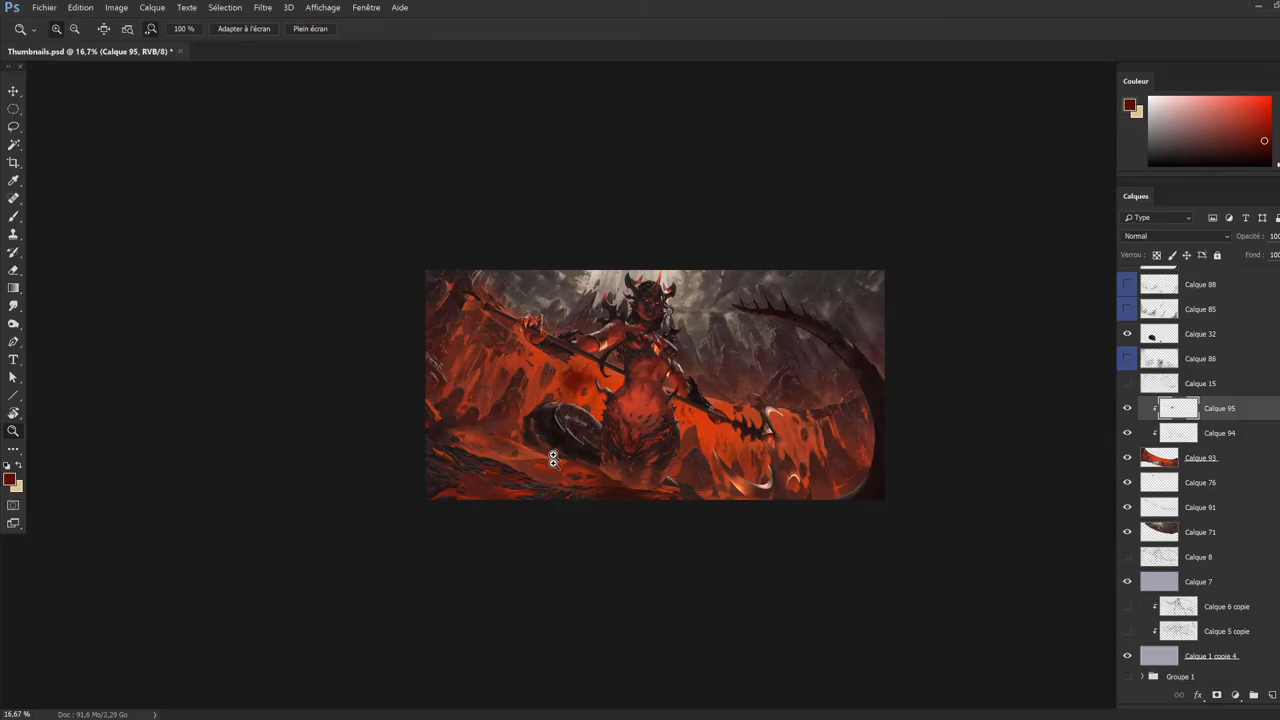 Ps Fichier Edition Image Calque Texte Sélection Filtre 3D Affichage Fenêtre Aide
100 % Adapter à l'écran Plein écran
Thumbnails.psd @ 16,7% (Calque 95, RVB/8) *
Couleur
Calques
Type
Normal Opacité : 100
Verrou : Fond : 100
Calque 88
Calque 85
Calque 32
Calque 86
Calque 15
Calque 95
Calque 94
Calque 93
Calque 76
Calque 91
Calque 71
Calque 8
Calque 7
Calque 6 copie
Calque 5 copie
Calque 1 copie 4
Groupe 1
fx
16,67 % Doc : 91,6 Mo/2,29 Go